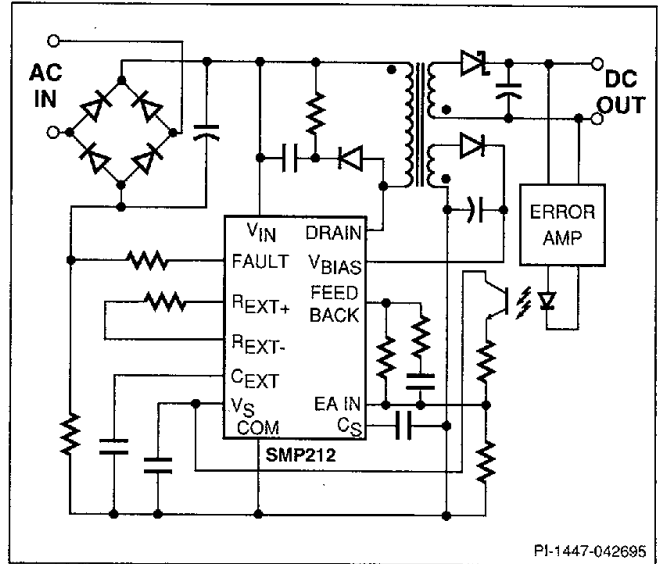 AC
IN
DC
OUT
VIN
DRAIN
FAULT
VBIAS
REXT+
FEED
BACK
REXT-
CEXT
VS
EA IN
COM
CS
SMP212
ERROR
AMP
PI-1447-042695